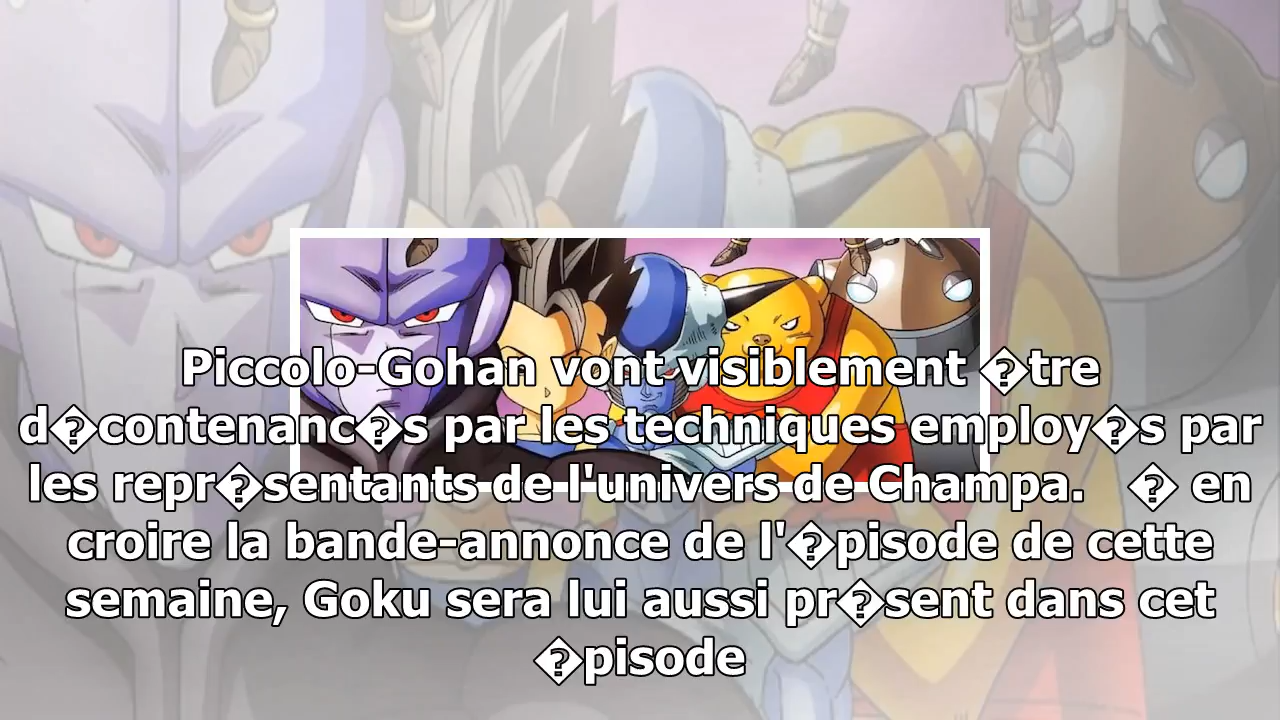 Piccolo-Gohan vont visiblement �tre
d�contenanc�s par les techniques employ�s par
les repr�sentants de l'univers de Champa. � en
croire la bande-annonce de l'�pisode de cette
semaine, Goku sera lui aussi pr�sent dans cet
�pisode